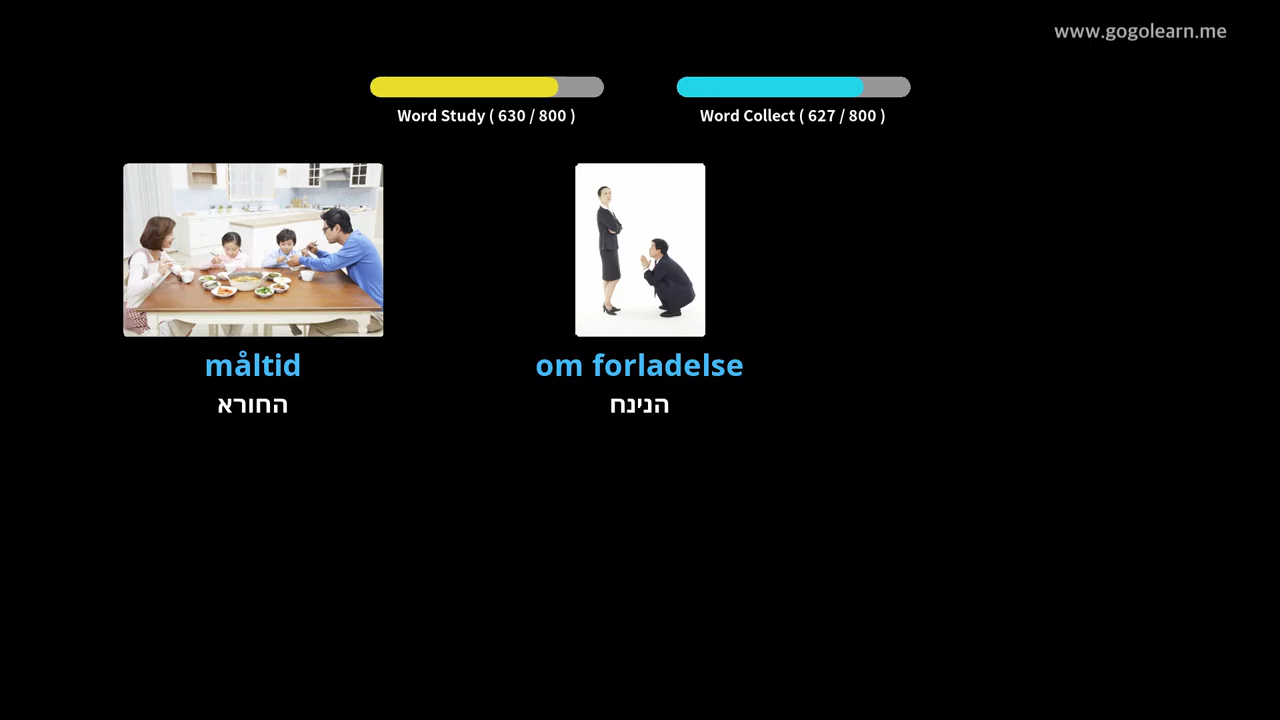 www.gogolearn.me
Word Study ( 630 / 800 )
Word Collect ( 627 / 800 )
måltid
החורא
om forladelse
הנינח